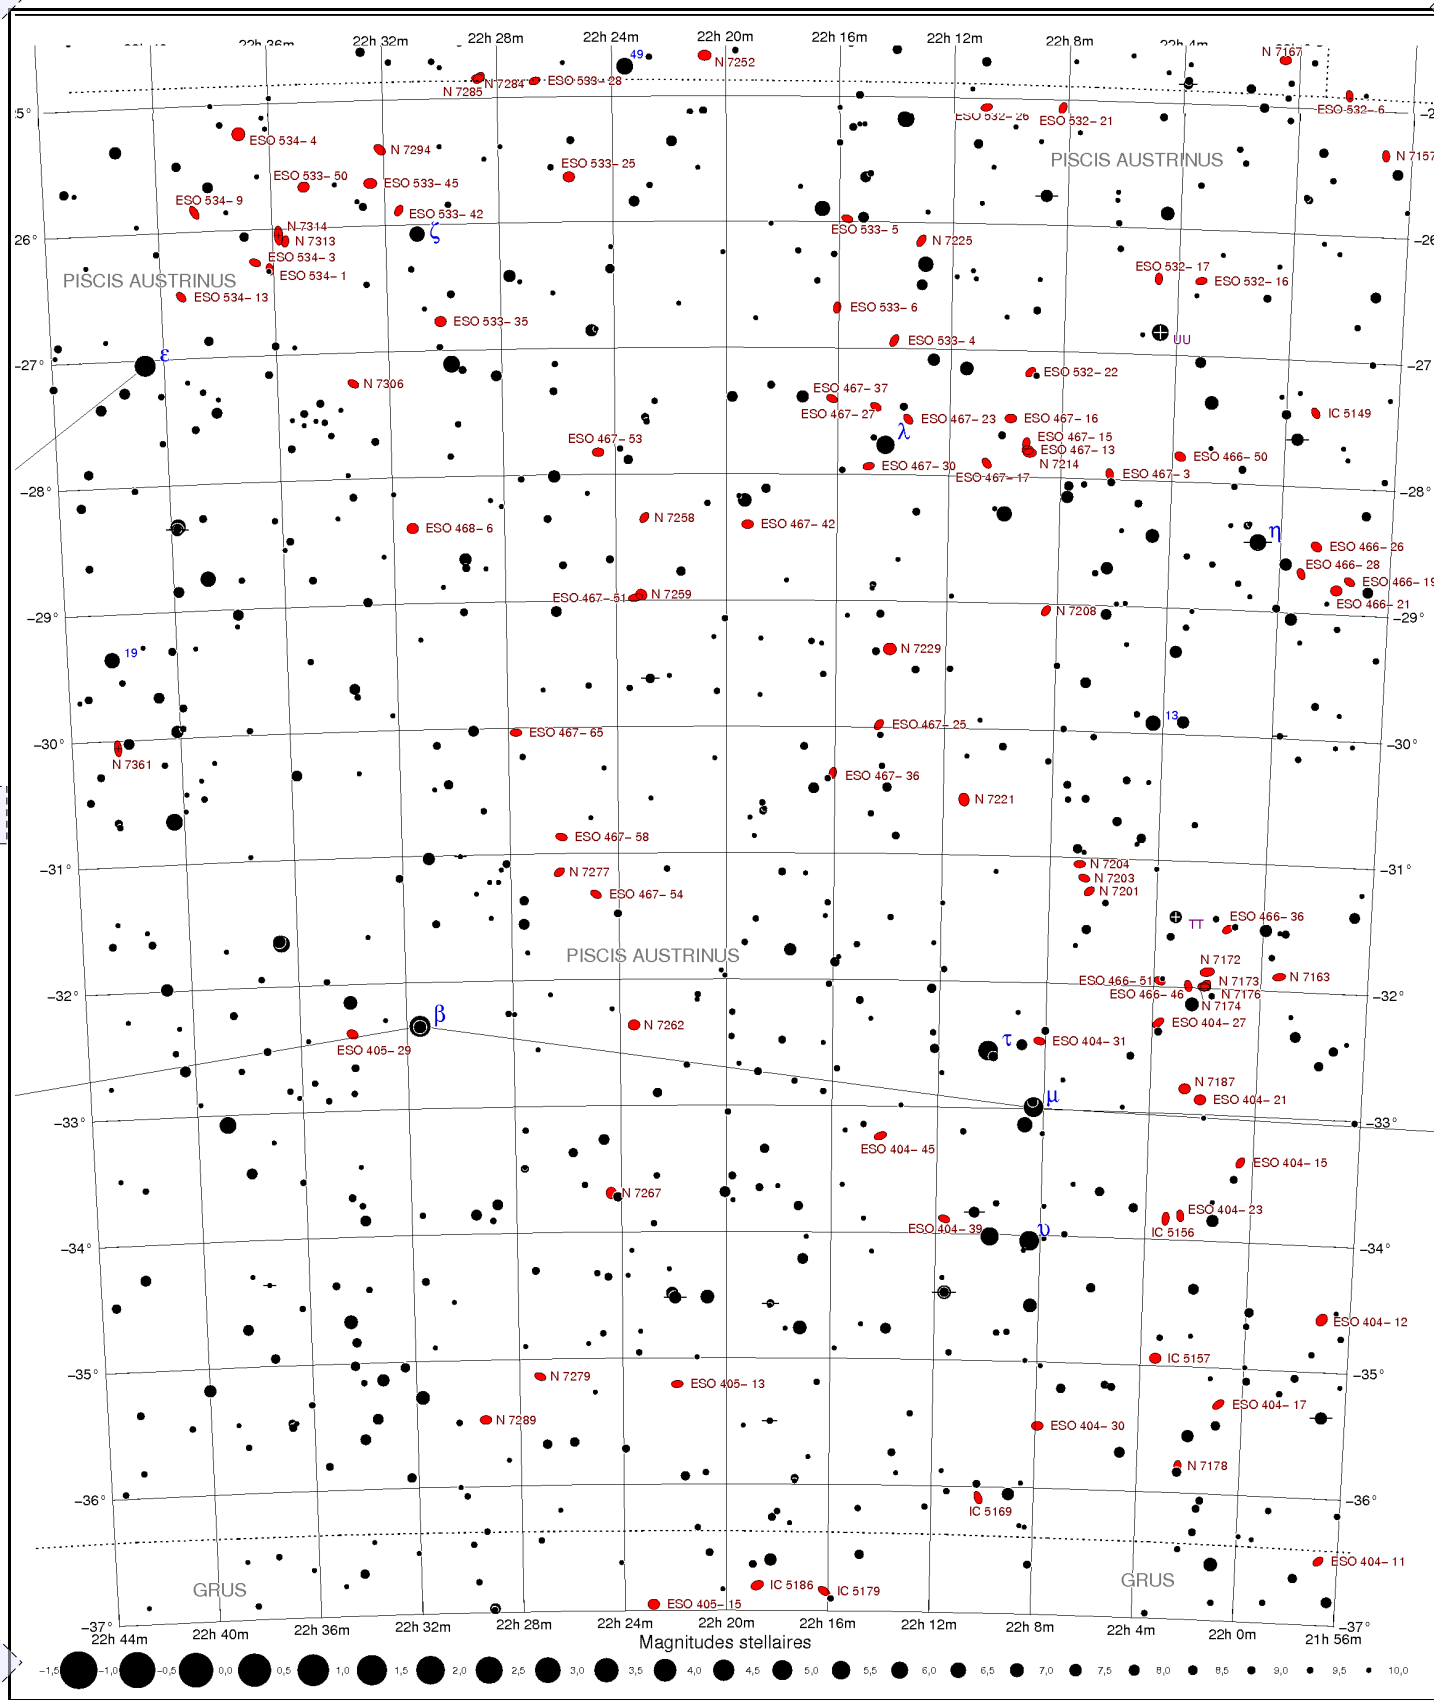 22h 36m 22h 32m 22h 28m 22h 24m 22h 16m 22h 12m 22h 8m 22h 4m
49 N 7252 N 7167
N 7285 N 7284 ESO 533-28
ESO 532-26 ESO 532-21 ESO 532-6
ESO 534-4
N 7294 PISCIS AUSTRINUS N 7157
ESO 533-50 ESO 533-45 ESO 533-25
ESO 534-9 ESO 533-42
N 7314 ζ ESO 533-5
26° N 7313 N 7225 -26°
ESO 534-3
PISCIS AUSTRINUS ESO 534-1 ESO 532-17 ESO 532-16
ESO 534-13 ESO 533-6
ESO 533-35
ESO 533-4 UU
-27° ε -27°
N 7306 ESO 467-37 ESO 532-22
ESO 467-27 ESO 467-23 ESO 467-16 IC 5149
ESO 467-53 λ ESO 467-15
ESO 467-13 ESO 466-50
ESO 467-30 N 7214
ESO 467-17 ESO 467-3
-28° -28°
ESO 468-6 N 7258 ESO 467-42 η
ESO 466-26
ESO 466-28
ESO 466-19
ESO 467-51 N 7259 ESO 466-21
-29° N 7208 -29°
19 N 7229
13
ESO 467-65 ESO 467-25
-30° -30°
N 7361 ESO 467-36
N 7221
ESO 467-58
-31° N 7277 N 7204 -31°
N 7203
ESO 467-54 N 7201
TT ESO 466-36
PISCIS AUSTRINUS
N 7172
ESO 466-51 N 7173 N 7163
-32° ESO 466-46 N 7176 -32°
β N 7174
N 7262 ESO 404-27
ESO 405-29 τ ESO 404-31
N 7187
μ ESO 404-21
-33° -33°
ESO 404-45 ESO 404-15
N 7267
ESO 404-23
ESO 404-39 υ IC 5156
-34° -34°
ESO 404-12
IC 5157
-35° N 7279 ESO 405-13 -35°
ESO 404-17
N 7289 ESO 404-30
N 7178
-36° IC 5169 -36°
ESO 404-11
GRUS IC 5186 IC 5179 GRUS
ESO 405-15
-37° -37°
22h 44m 22h 40m 22h 36m 22h 32m 22h 28m 22h 24m 22h 20m 22h 16m 22h 12m 22h 8m 22h 4m 22h 0m 21h 56m
Magnitudes stellaires
-1,5 -1,0 -0,5 0,0 0,5 1,0 1,5 2,0 2,5 3,0 3,5 4,0 4,5 5,0 5,5 6,0 6,5 7,0 7,5 8,0 8,5 9,0 9,5 10,0